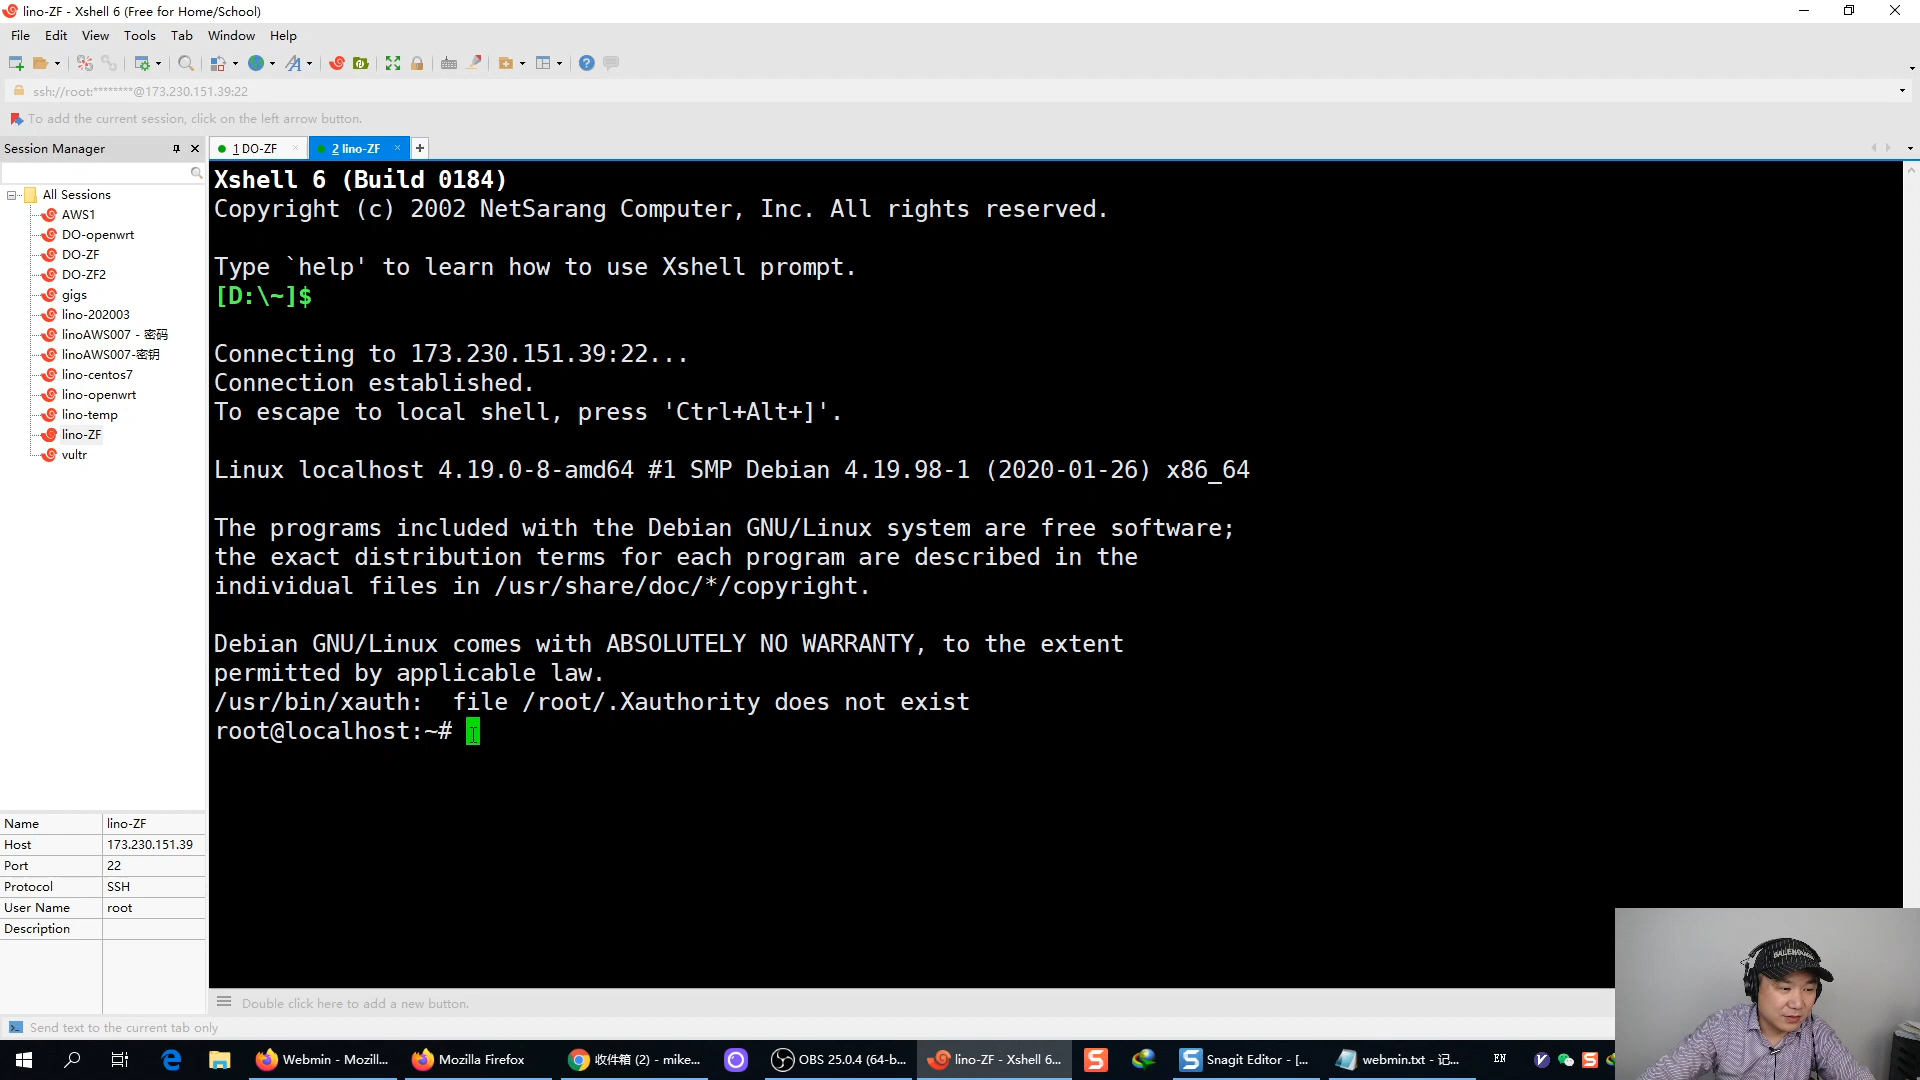 lino-ZF - Xshell 6 (Free for Home/School)
File Edit View Tools Tab Window Help
ssh://root:********@173.230.151.39:22
To add the current session, click on the left arrow button.
Session Manager
1 DO-ZF
2 lino-ZF
All Sessions
AWS1
DO-openwrt
DO-ZF
DO-ZF2
gigs
lino-202003
linoAWS007 - 密码
linoAWS007-密钥
lino-centos7
lino-openwrt
lino-temp
lino-ZF
vultr
Name lino-ZF
Host 173.230.151.39
Port 22
Protocol SSH
User Name root
Description
Xshell 6 (Build 0184)
Copyright (c) 2002 NetSarang Computer, Inc. All rights reserved.
Type `help' to learn how to use Xshell prompt.
[D:\~]$
Connecting to 173.230.151.39:22...
Connection established.
To escape to local shell, press 'Ctrl+Alt+]'.
Linux localhost 4.19.0-8-amd64 #1 SMP Debian 4.19.98-1 (2020-01-26) x86_64
The programs included with the Debian GNU/Linux system are free software;
the exact distribution terms for each program are described in the
individual files in /usr/share/doc/*/copyright.
Debian GNU/Linux comes with ABSOLUTELY NO WARRANTY, to the extent
permitted by applicable law.
/usr/bin/xauth:  file /root/.Xauthority does not exist
root@localhost:~#
Double click here to add a new button.
Send text to the current tab only
Webmin - Mozill...
Mozilla Firefox
收件箱 (2) - mike...
OBS 25.0.4 (64-b...
lino-ZF - Xshell 6...
Snagit Editor - [...
webmin.txt - 记...
EN